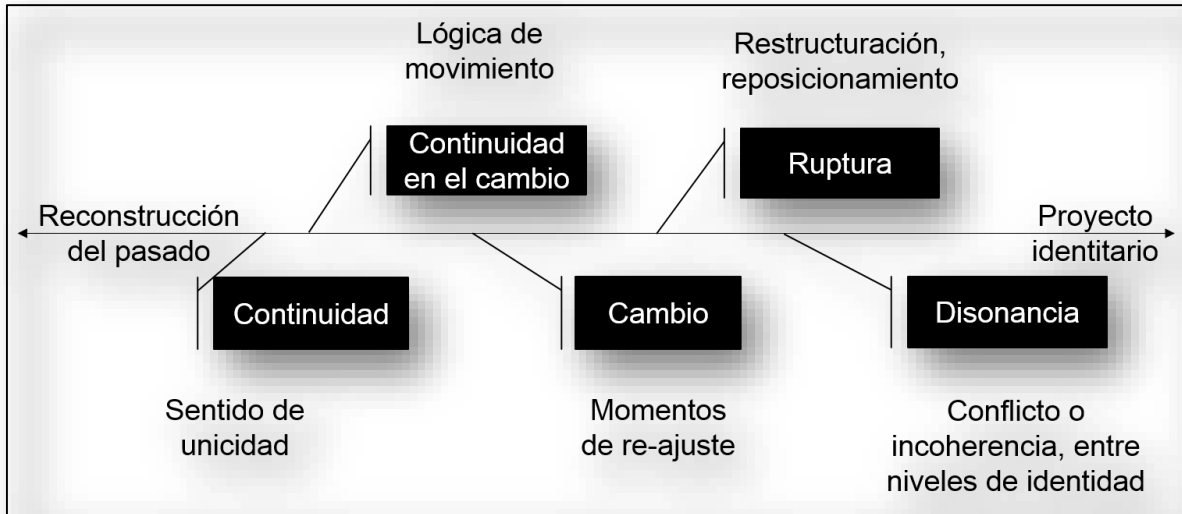 Lógica de
movimiento
Restructuración,
reposicionamiento
Continuidad
en el cambio
Ruptura
Reconstrucción
del pasado
Proyecto
identitario
Continuidad
Cambio
Disonancia
Sentido de
unicidad
Momentos
de re-ajuste
Conflicto o
incoherencia, entre
niveles de identidad